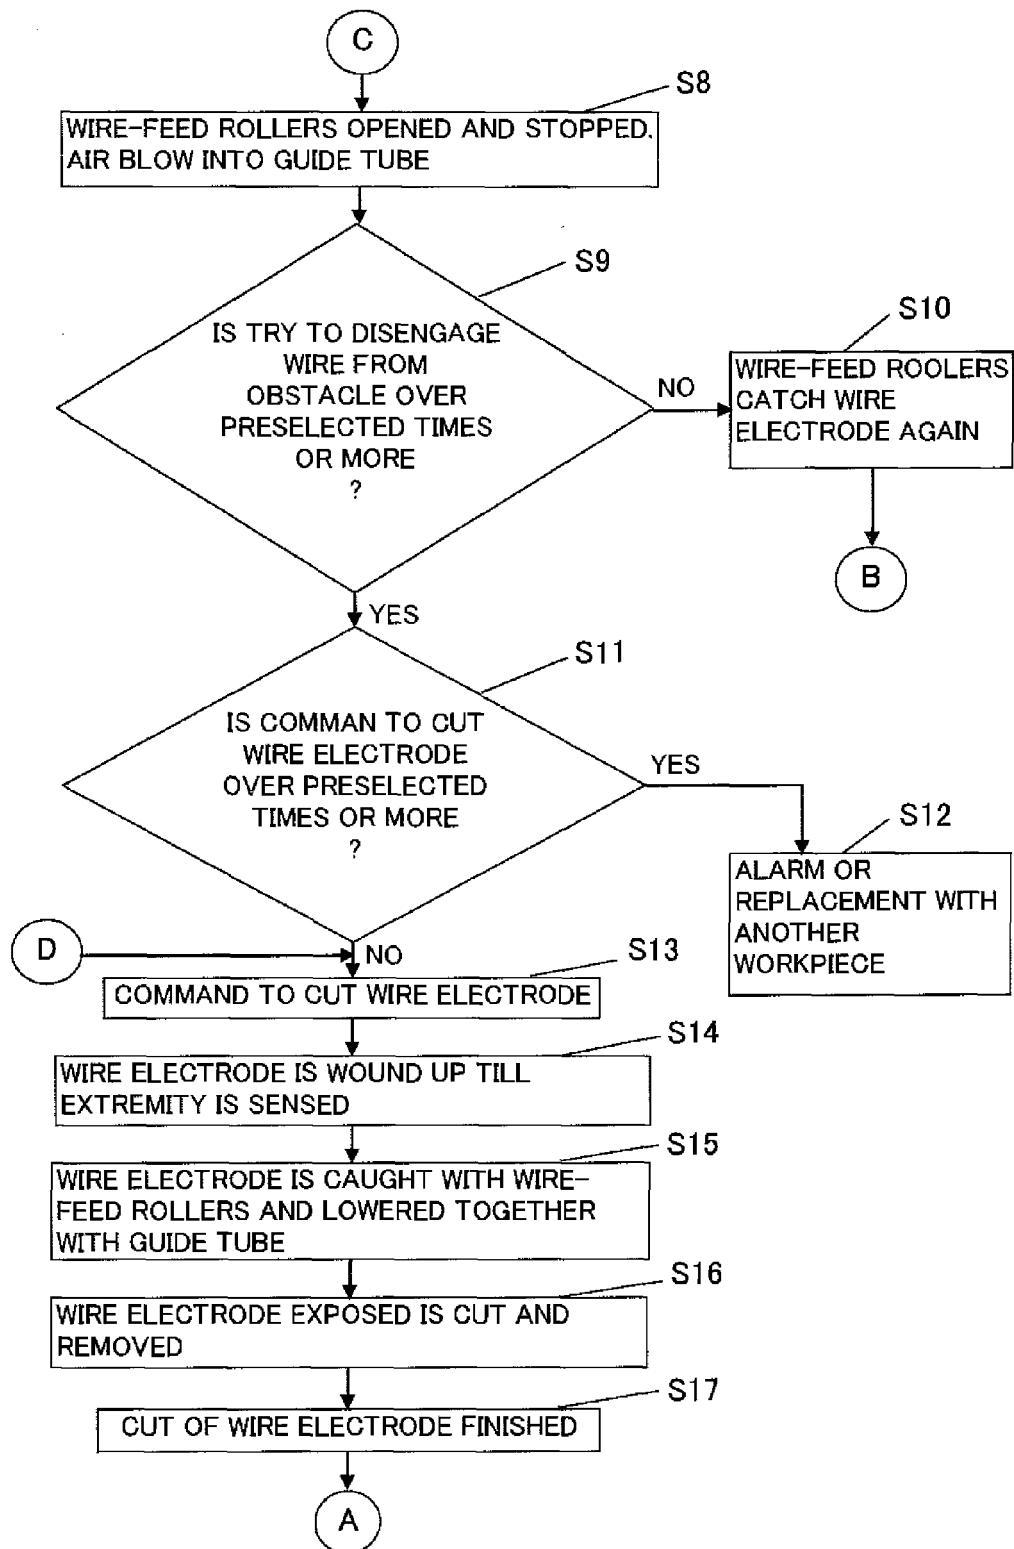 C
S8
WIRE-FEED ROLLERS OPENED AND STOPPED.
AIR BLOW INTO GUIDE TUBE
S9
IS TRY TO DISENGAGE
WIRE FROM
OBSTACLE OVER
PRESELECTED TIMES
OR MORE
?
NO
S10
WIRE-FEED ROOLERS
CATCH WIRE
ELECTRODE AGAIN
B
YES
S11
IS COMMAN TO CUT
WIRE ELECTRODE
OVER PRESELECTED
TIMES OR MORE
?
YES
S12
ALARM OR
REPLACEMENT WITH
ANOTHER
WORKPIECE
D
NO
S13
COMMAND TO CUT WIRE ELECTRODE
S14
WIRE ELECTRODE IS WOUND UP TILL
EXTREMITY IS SENSED
S15
WIRE ELECTRODE IS CAUGHT WITH WIRE-
FEED ROLLERS AND LOWERED TOGETHER
WITH GUIDE TUBE
S16
WIRE ELECTRODE EXPOSED IS CUT AND
REMOVED
S17
CUT OF WIRE ELECTRODE FINISHED
A